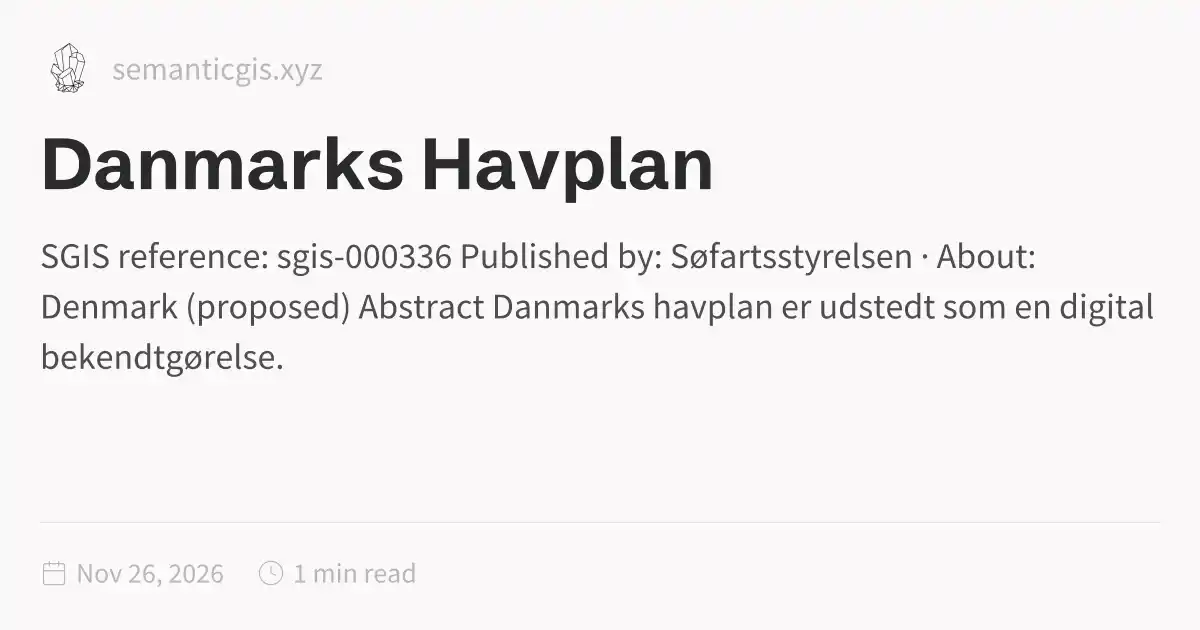 semanticgis.xyz
Danmarks Havplan
SGIS reference: sgis-000336 Published by: Søfartsstyrelsen · About:
Denmark (proposed) Abstract Danmarks havplan er udstedt som en digital
bekendtgørelse.
Nov 26, 2026 1 min read